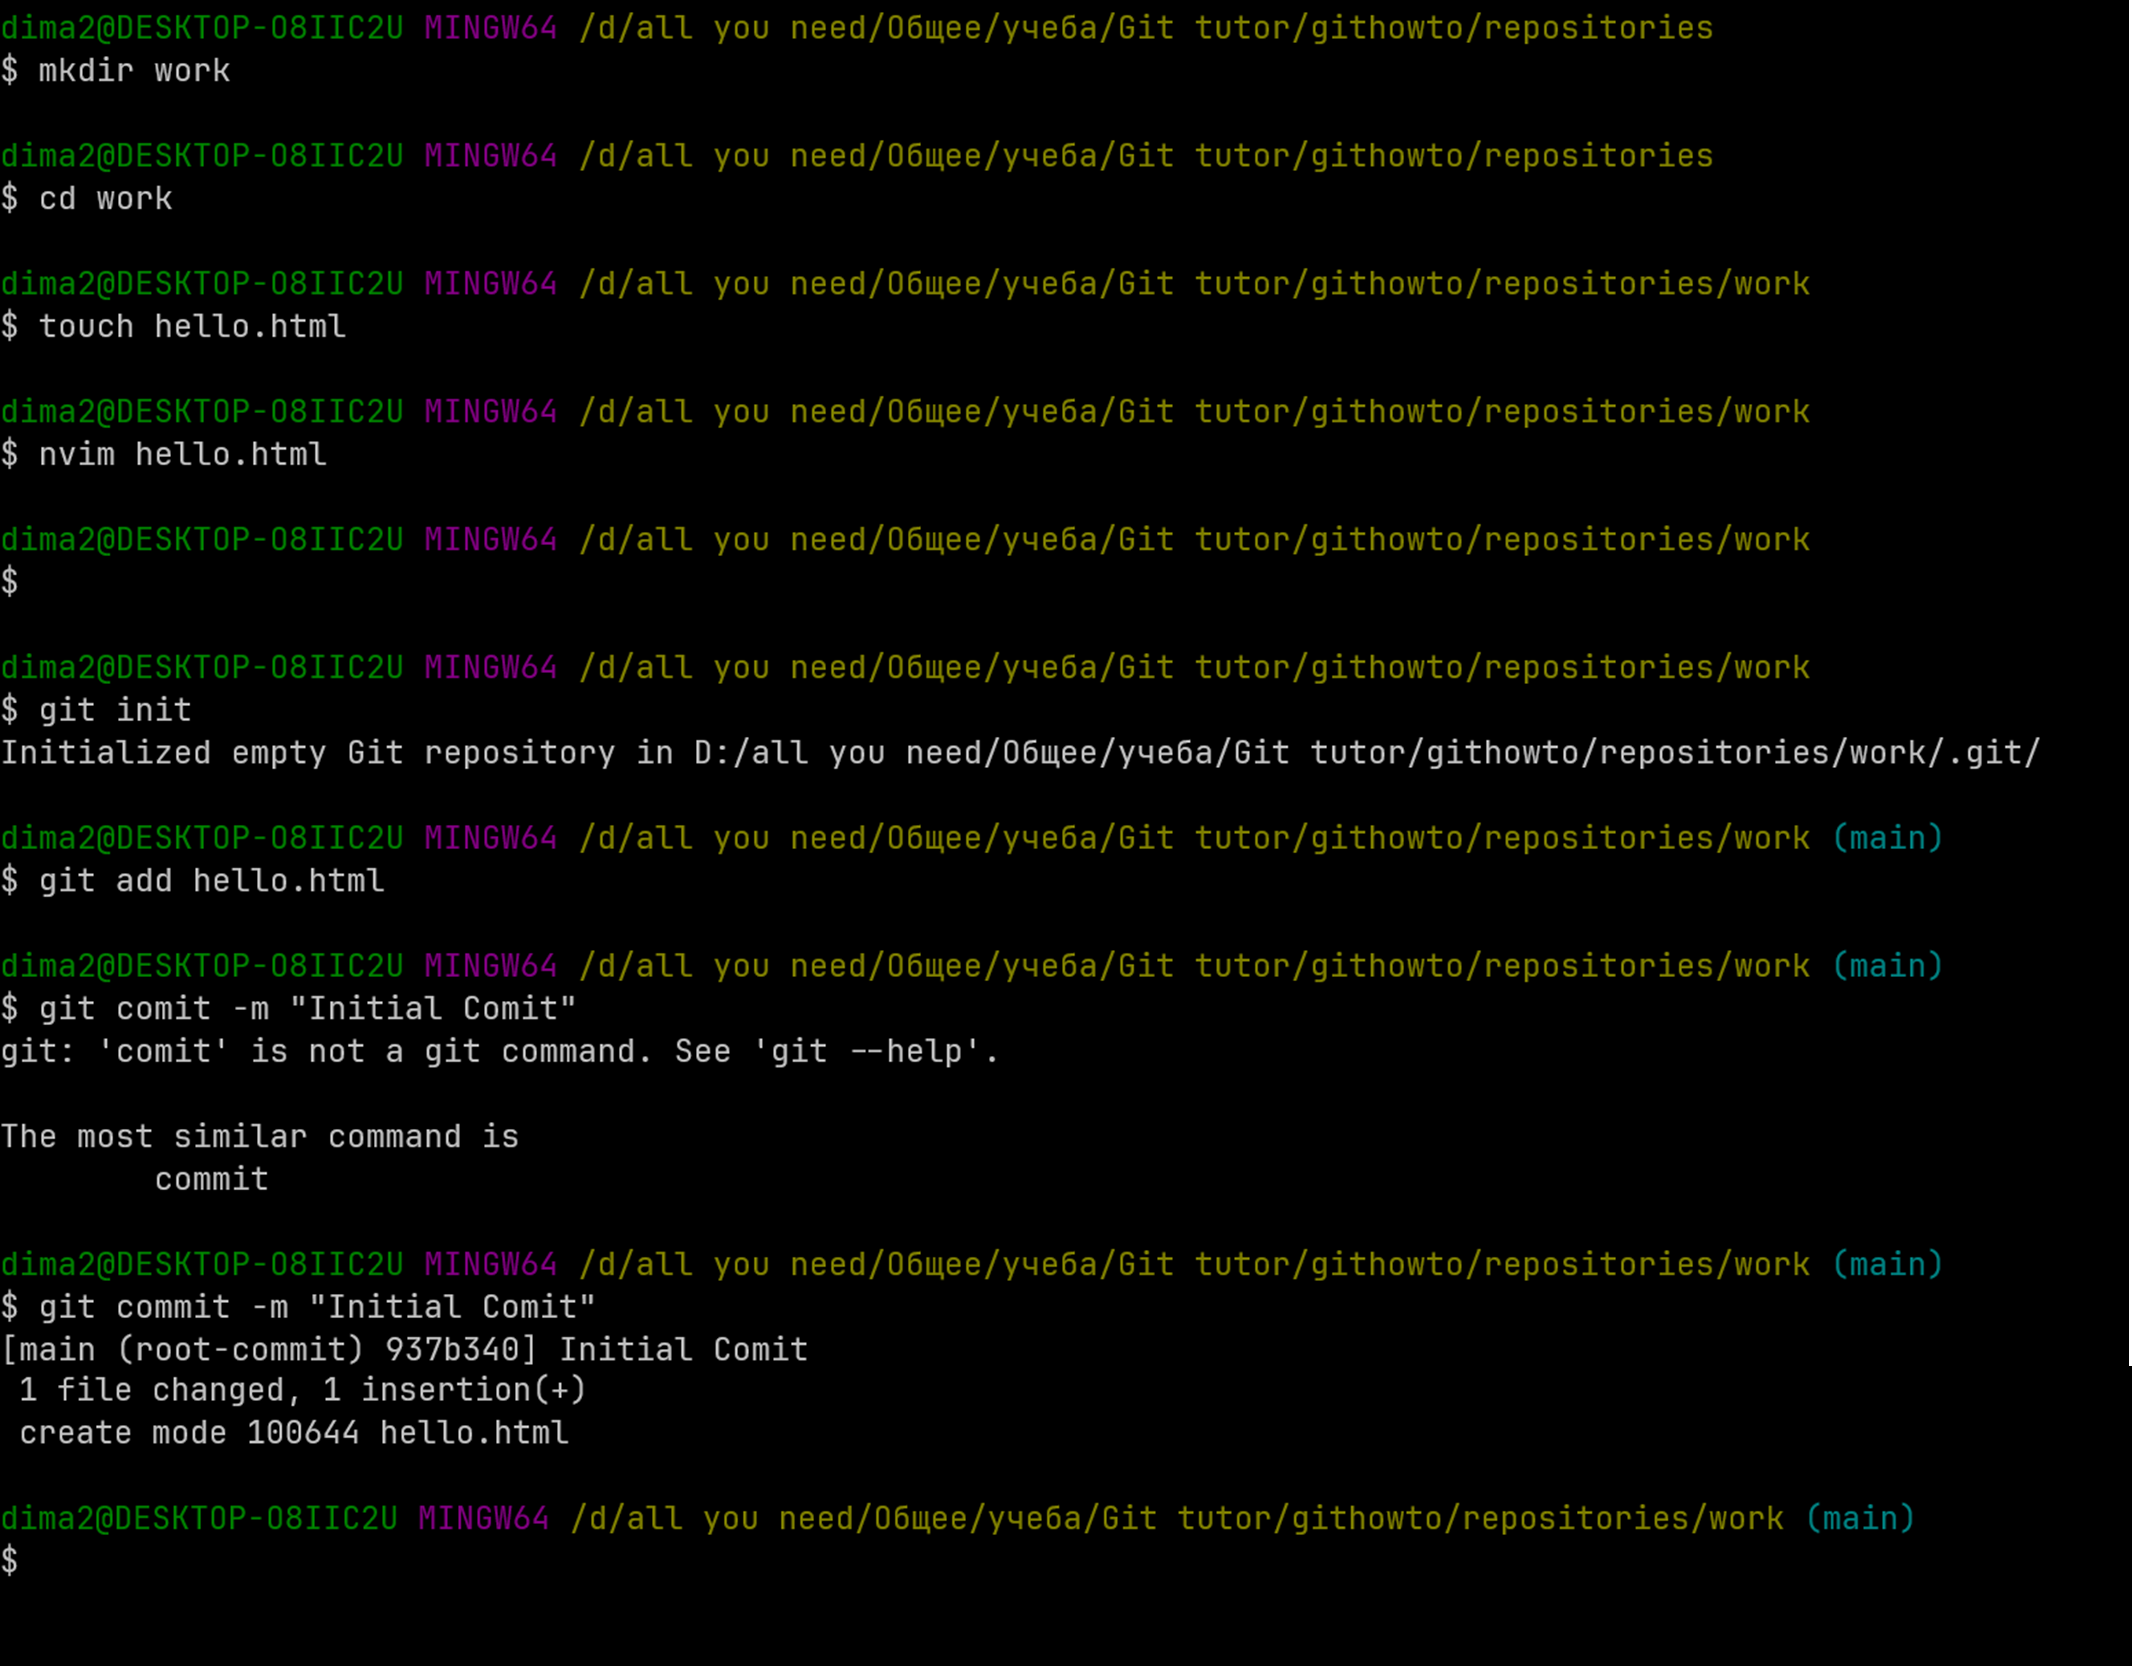 dima2@DESKTOP-O8IIC2U MINGW64 /d/all you need/Общее/учеба/Git tutor/githowto/repositories
$ mkdir work
dima2@DESKTOP-O8IIC2U MINGW64 /d/all you need/Общее/учеба/Git tutor/githowto/repositories
$ cd work
dima2@DESKTOP-O8IIC2U MINGW64 /d/all you need/Общее/учеба/Git tutor/githowto/repositories/work
$ touch hello.html
dima2@DESKTOP-O8IIC2U MINGW64 /d/all you need/Общее/учеба/Git tutor/githowto/repositories/work
$ nvim hello.html
dima2@DESKTOP-O8IIC2U MINGW64 /d/all you need/Общее/учеба/Git tutor/githowto/repositories/work
$
dima2@DESKTOP-O8IIC2U MINGW64 /d/all you need/Общее/учеба/Git tutor/githowto/repositories/work
$ git init
Initialized empty Git repository in D:/all you need/Общее/учеба/Git tutor/githowto/repositories/work/.git/
dima2@DESKTOP-O8IIC2U MINGW64 /d/all you need/Общее/учеба/Git tutor/githowto/repositories/work (main)
$ git add hello.html
dima2@DESKTOP-O8IIC2U MINGW64 /d/all you need/Общее/учеба/Git tutor/githowto/repositories/work (main)
$ git comit -m "Initial Comit"
git: 'comit' is not a git command. See 'git --help'.
The most similar command is
commit
dima2@DESKTOP-O8IIC2U MINGW64 /d/all you need/Общее/учеба/Git tutor/githowto/repositories/work (main)
$ git commit -m "Initial Comit"
[main (root-commit) 937b340] Initial Comit
1 file changed, 1 insertion(+)
create mode 100644 hello.html
dima2@DESKTOP-O8IIC2U MINGW64 /d/all you need/Общее/учеба/Git tutor/githowto/repositories/work (main)
$